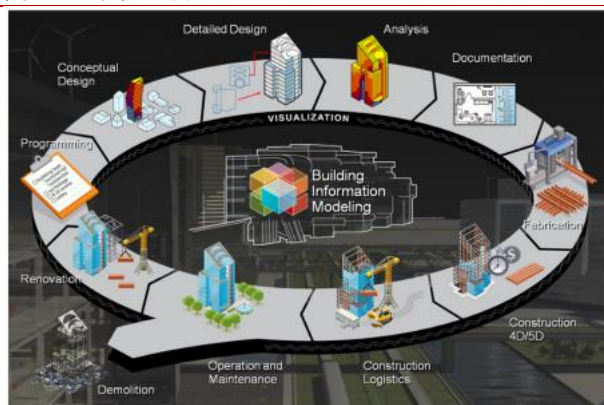 Detailed Design
Analysis
Conceptual
Design
Documentation
VISUALIZATION
Programming
Building
Information
Modeling
Fabrication
Renovation
Construction
4D/5D
Operation and
Maintenance
Construction
Logistics
Demolition